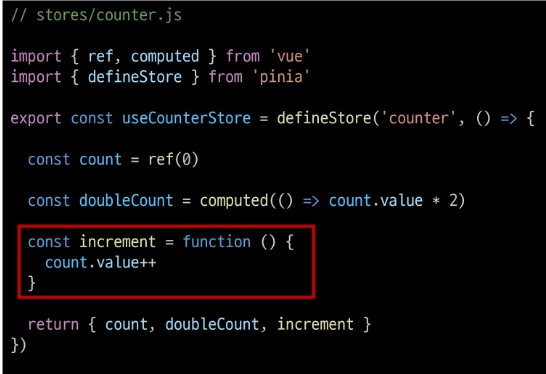 // stores/counter.js
import { ref, computed } from 'vue'
import { defineStore } from 'pinia'
export const useCounterStore = defineStore('counter', () => {
const count = ref(0)
const doubleCount = computed(() => count.value * 2)
const increment = function () {
count.value++
}
return { count, doubleCount, increment }
})